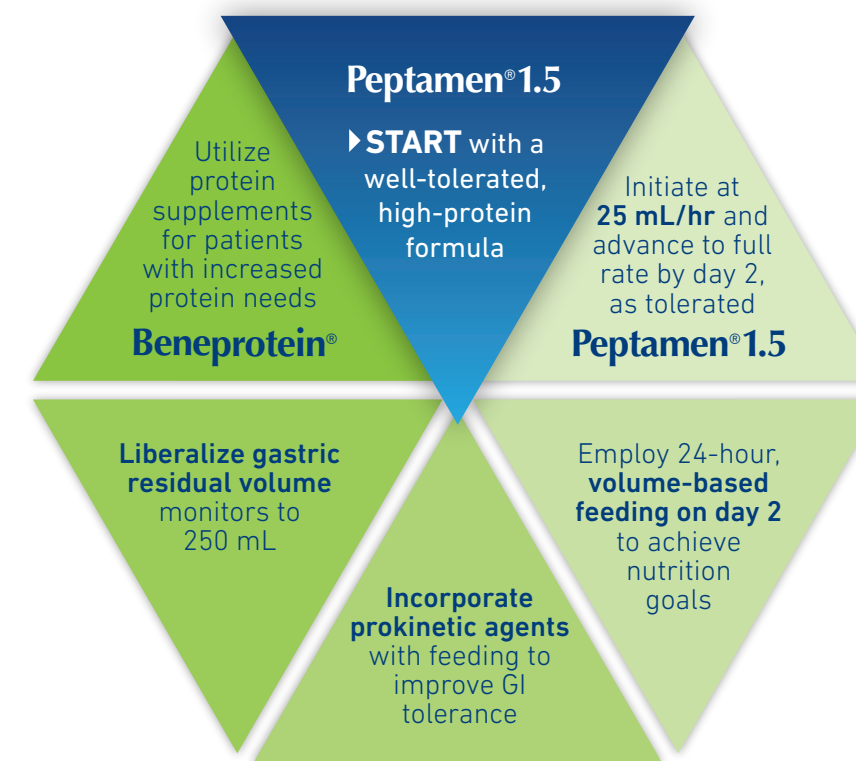 Peptamen®1.5
START with a
well-tolerated,
high-protein
formula
Initiate at
25 mL/hr and
advance to full
rate by day 2,
as tolerated
Peptamen®1.5
Employ 24-hour,
volume-based
feeding on day 2
to achieve
nutrition
goals
Incorporate
prokinetic agents
with feeding to
improve GI
tolerance
Liberalize gastric
residual volume
monitors to
250 mL
Utilize
protein
supplements
for patients
with increased
protein needs
Beneprotein®